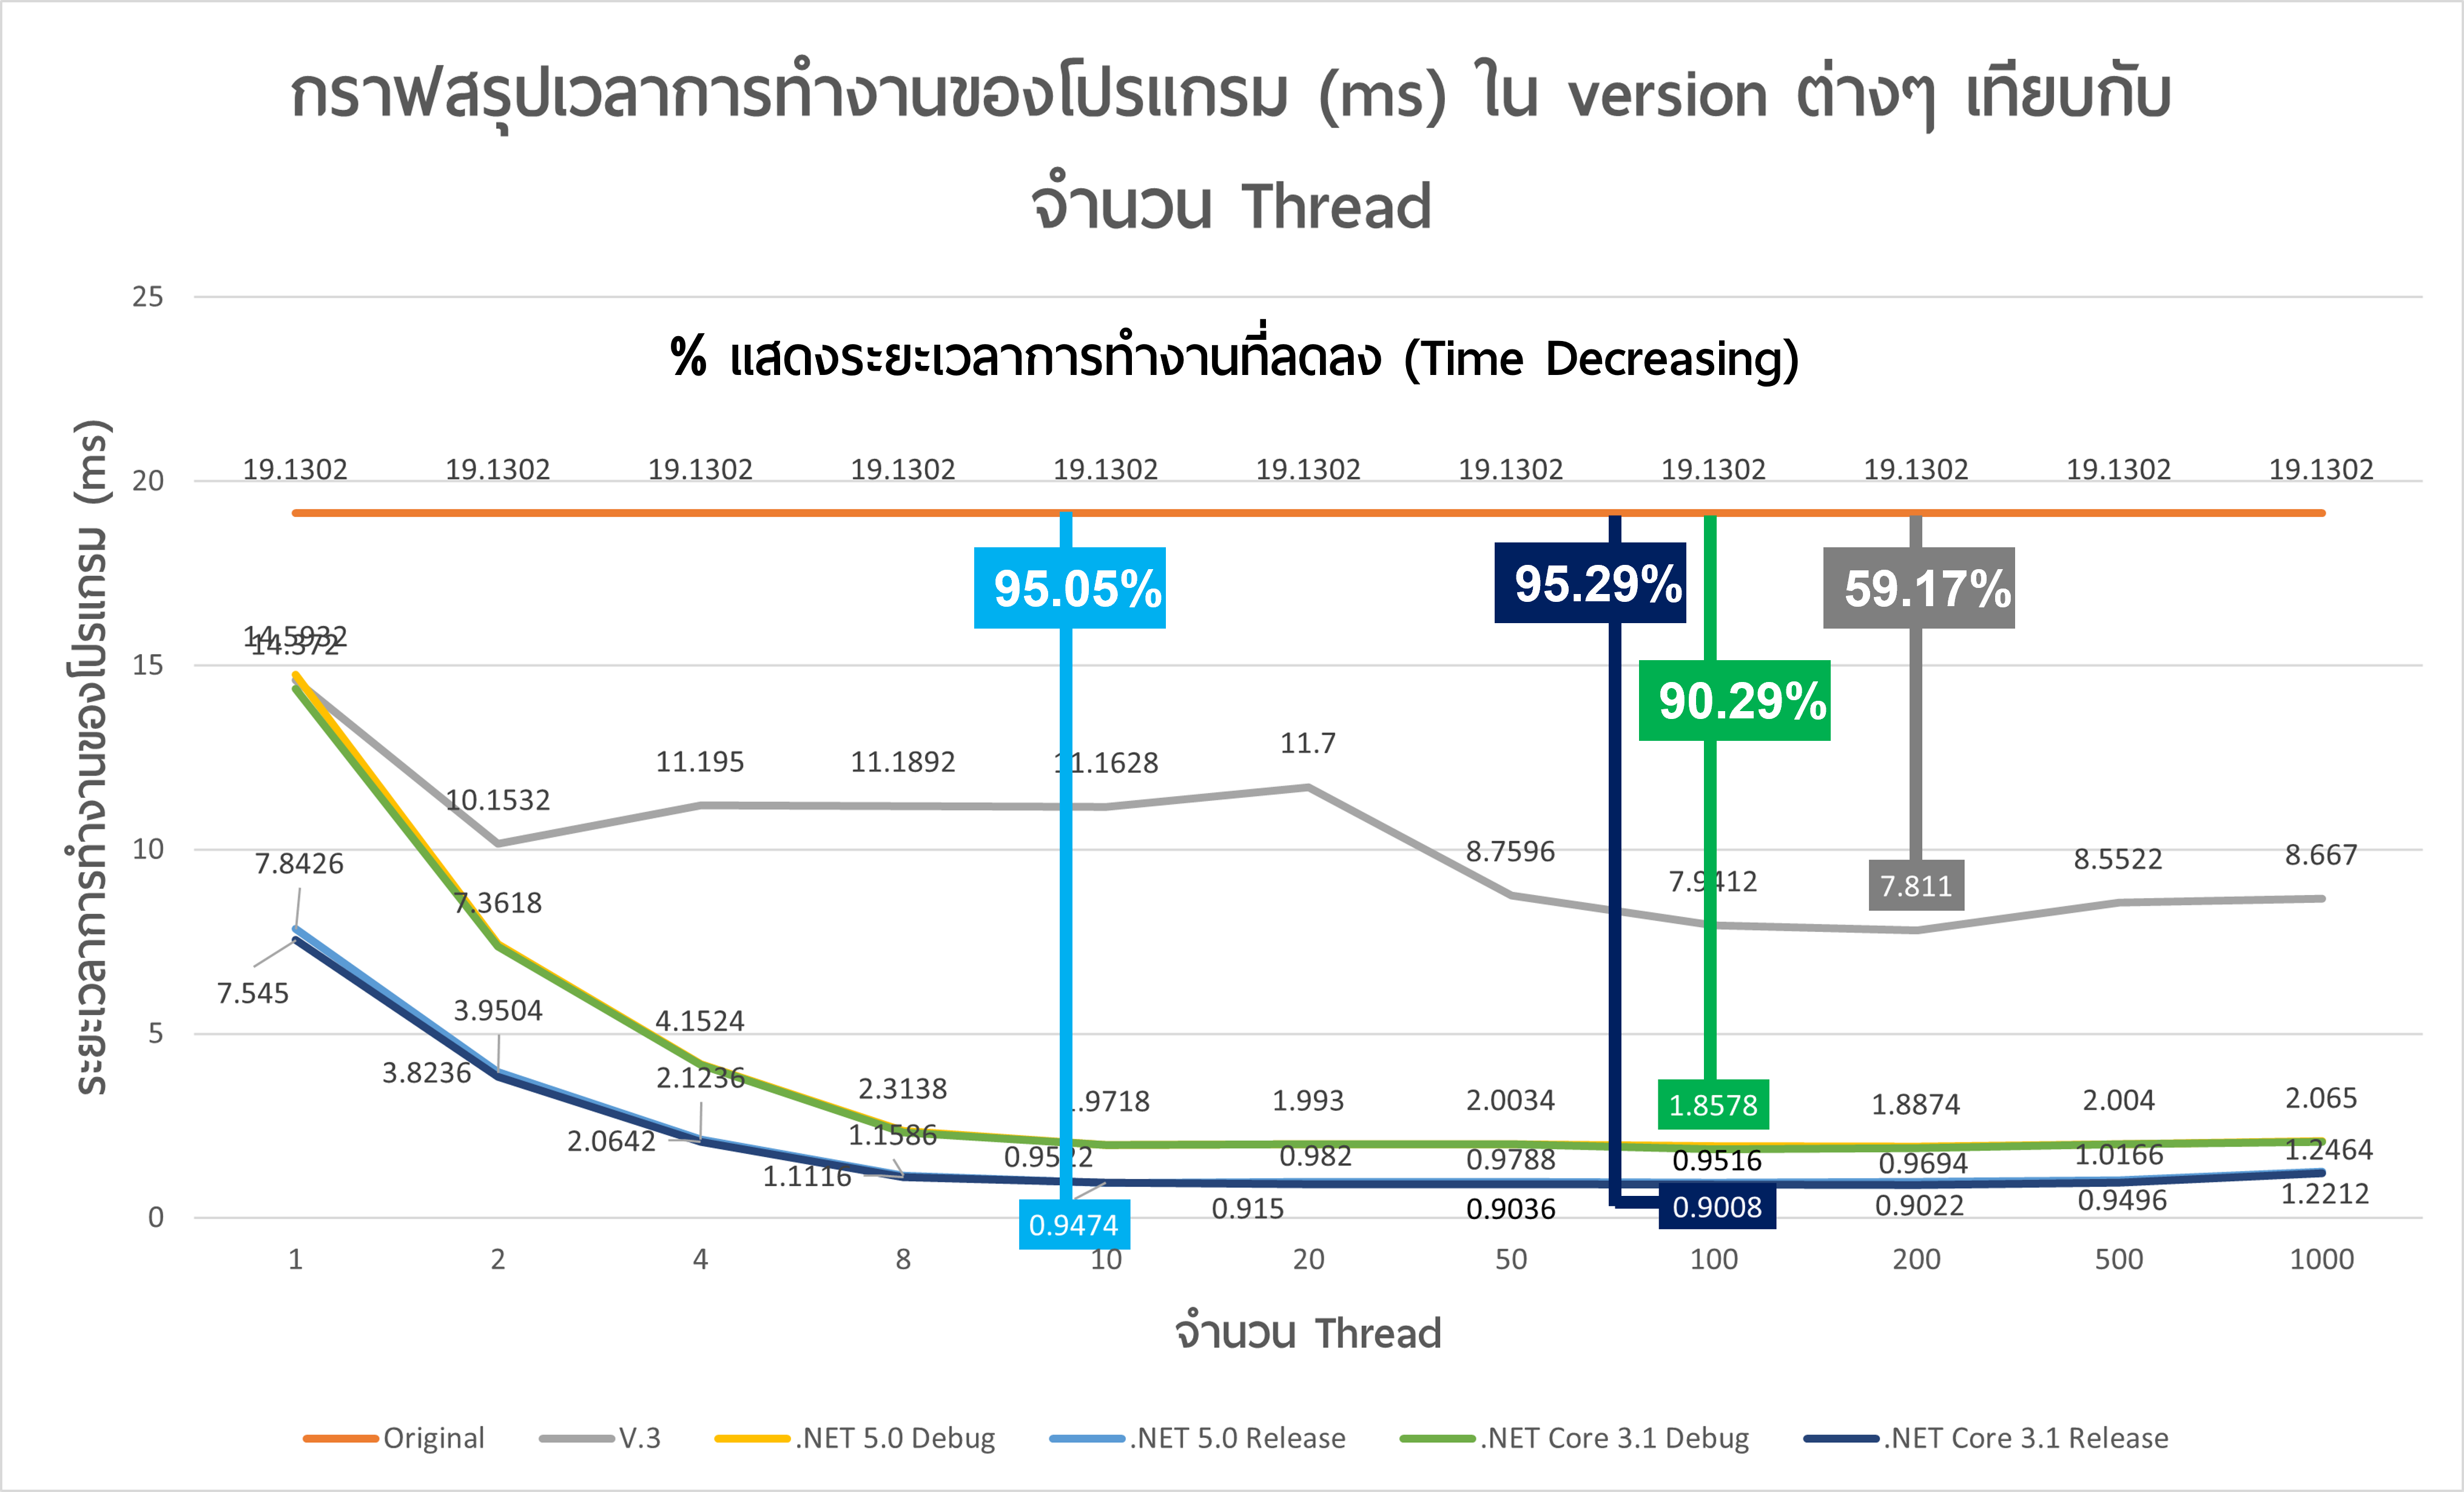 กราฟสรุปเวลาการทำงานของโปรแกรม (ms) ใน version ต่างๆ เทียบกับ
จำนวน Thread
25
% แสดงระยะเวลาการทำงานที่ลดลง (Time Decreasing)
ระยะเวลาในการรันงานของโปรแกรม (ms)
20
19.1302 19.1302 19.1302 19.1302 19.1302 19.1302 19.1302 19.1302 19.1302 19.1302 19.1302
95.05% 95.29% 59.17%
90.29%
14.5932
14.372
15
10.1532 11.195 11.1892 11.1628 11.7 8.7596 7.9412 7.811 8.5522 8.667
10
7.8426 7.3618
7.545 3.9504 4.1524
5
3.8236 2.1236 2.3138 1.9718 1.993 2.0034 1.8578 1.8874 2.004 2.065
2.0642 1.1586 0.9522 0.982 0.9788 0.9516 0.9694 1.0166 1.2464
1.1116 0.9474 0.915 0.9036 0.9008 0.9022 0.9496 1.2212
0
1 2 4 8 10 20 50 100 200 500 1000
จำนวน Thread
Original V.3 .NET 5.0 Debug .NET 5.0 Release .NET Core 3.1 Debug .NET Core 3.1 Release